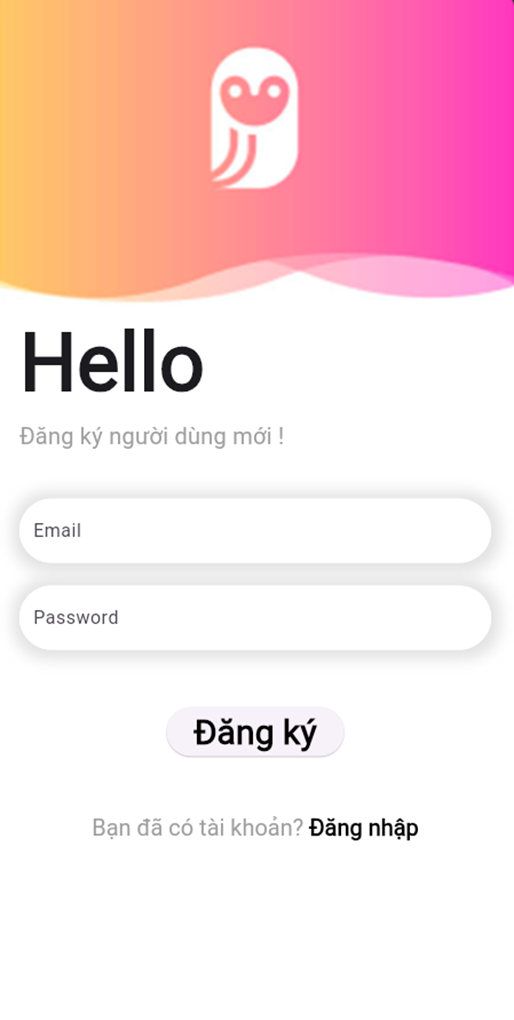 Hello
Đăng ký người dùng mới !
Email
Password
Đăng ký
Bạn đã có tài khoản? Đăng nhập